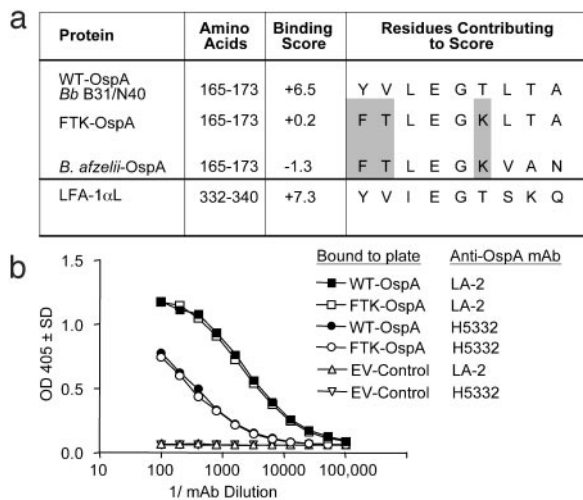 a
Protein Amino Acids Binding Score Residues Contributing to Score
WT-OspA
Bb B31/N40 165-173 +6.5 Y V L E G T L T A
FTK-OspA 165-173 +0.2 F T L E G K L T A
B. afzelii-OspA 165-173 -1.3 F T L E G K V A N
LFA-1αL 332-340 +7.3 Y V I E G T S K Q
b
Bound to plate Anti-OspA mAb
WT-OspA LA-2
FTK-OspA LA-2
WT-OspA H5332
FTK-OspA H5332
EV-Control LA-2
EV-Control H5332
OD 405 ± SD
1.5
1.0
0.5
0.0
10 100 1000 10000 100,000
1/ mAb Dilution